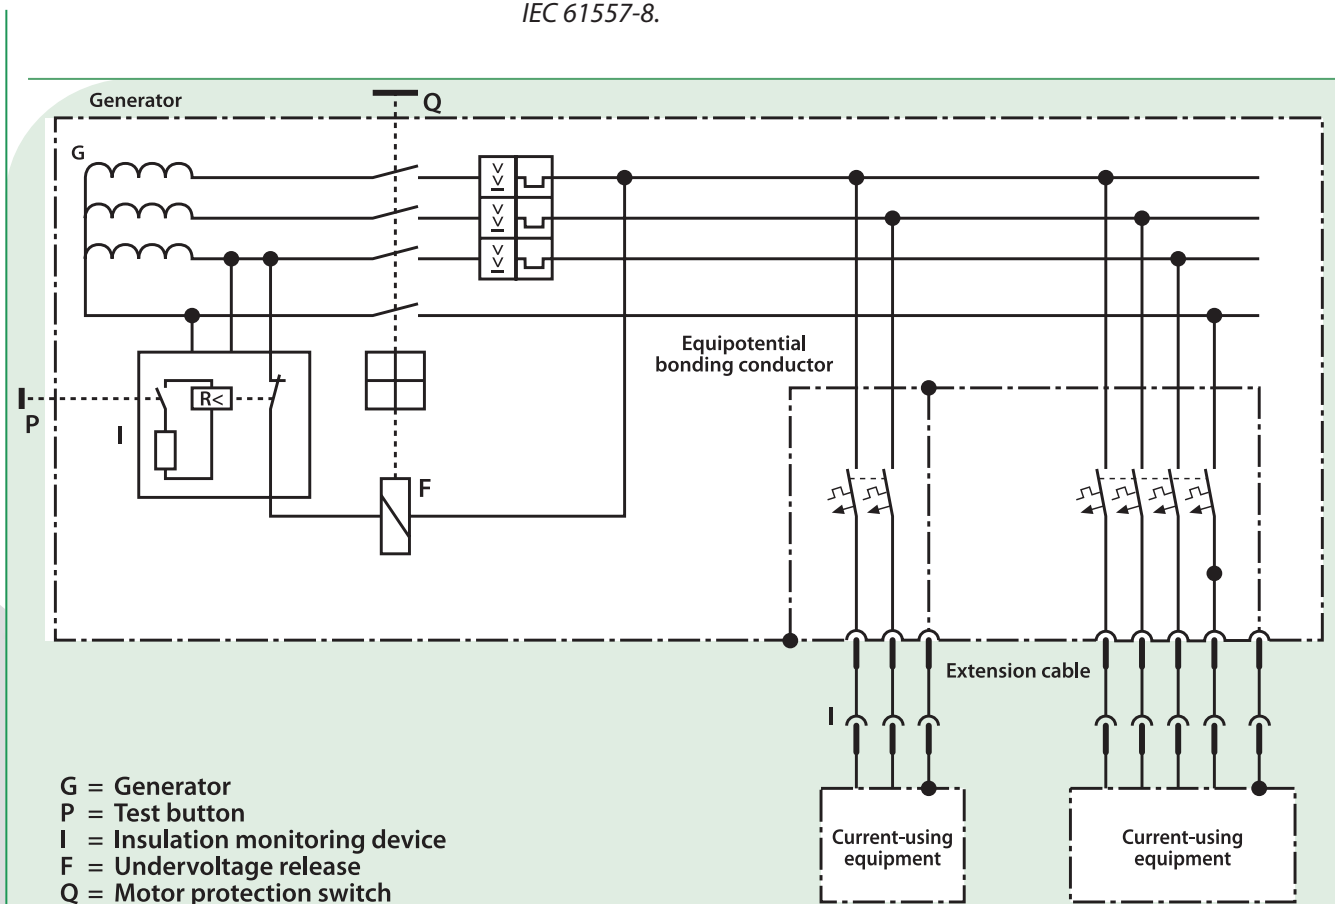 IEC 61557-8.
Generator
Q
G
I>>
I>>
I>>
Equipotential
bonding conductor
R<
P
I
F
Extension cable
I
G = Generator
P = Test button
I = Insulation monitoring device
F = Undervoltage release
Q = Motor protection switch
Current-using
equipment
Current-using
equipment